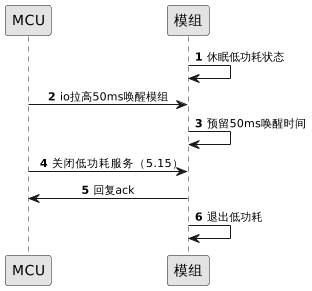 MCU 模组
1 休眠低功耗状态
2 io拉高50ms唤醒模组
3 预留50ms唤醒时间
4 关闭低功耗服务（5.15）
5 回复ack
6 退出低功耗
MCU 模组